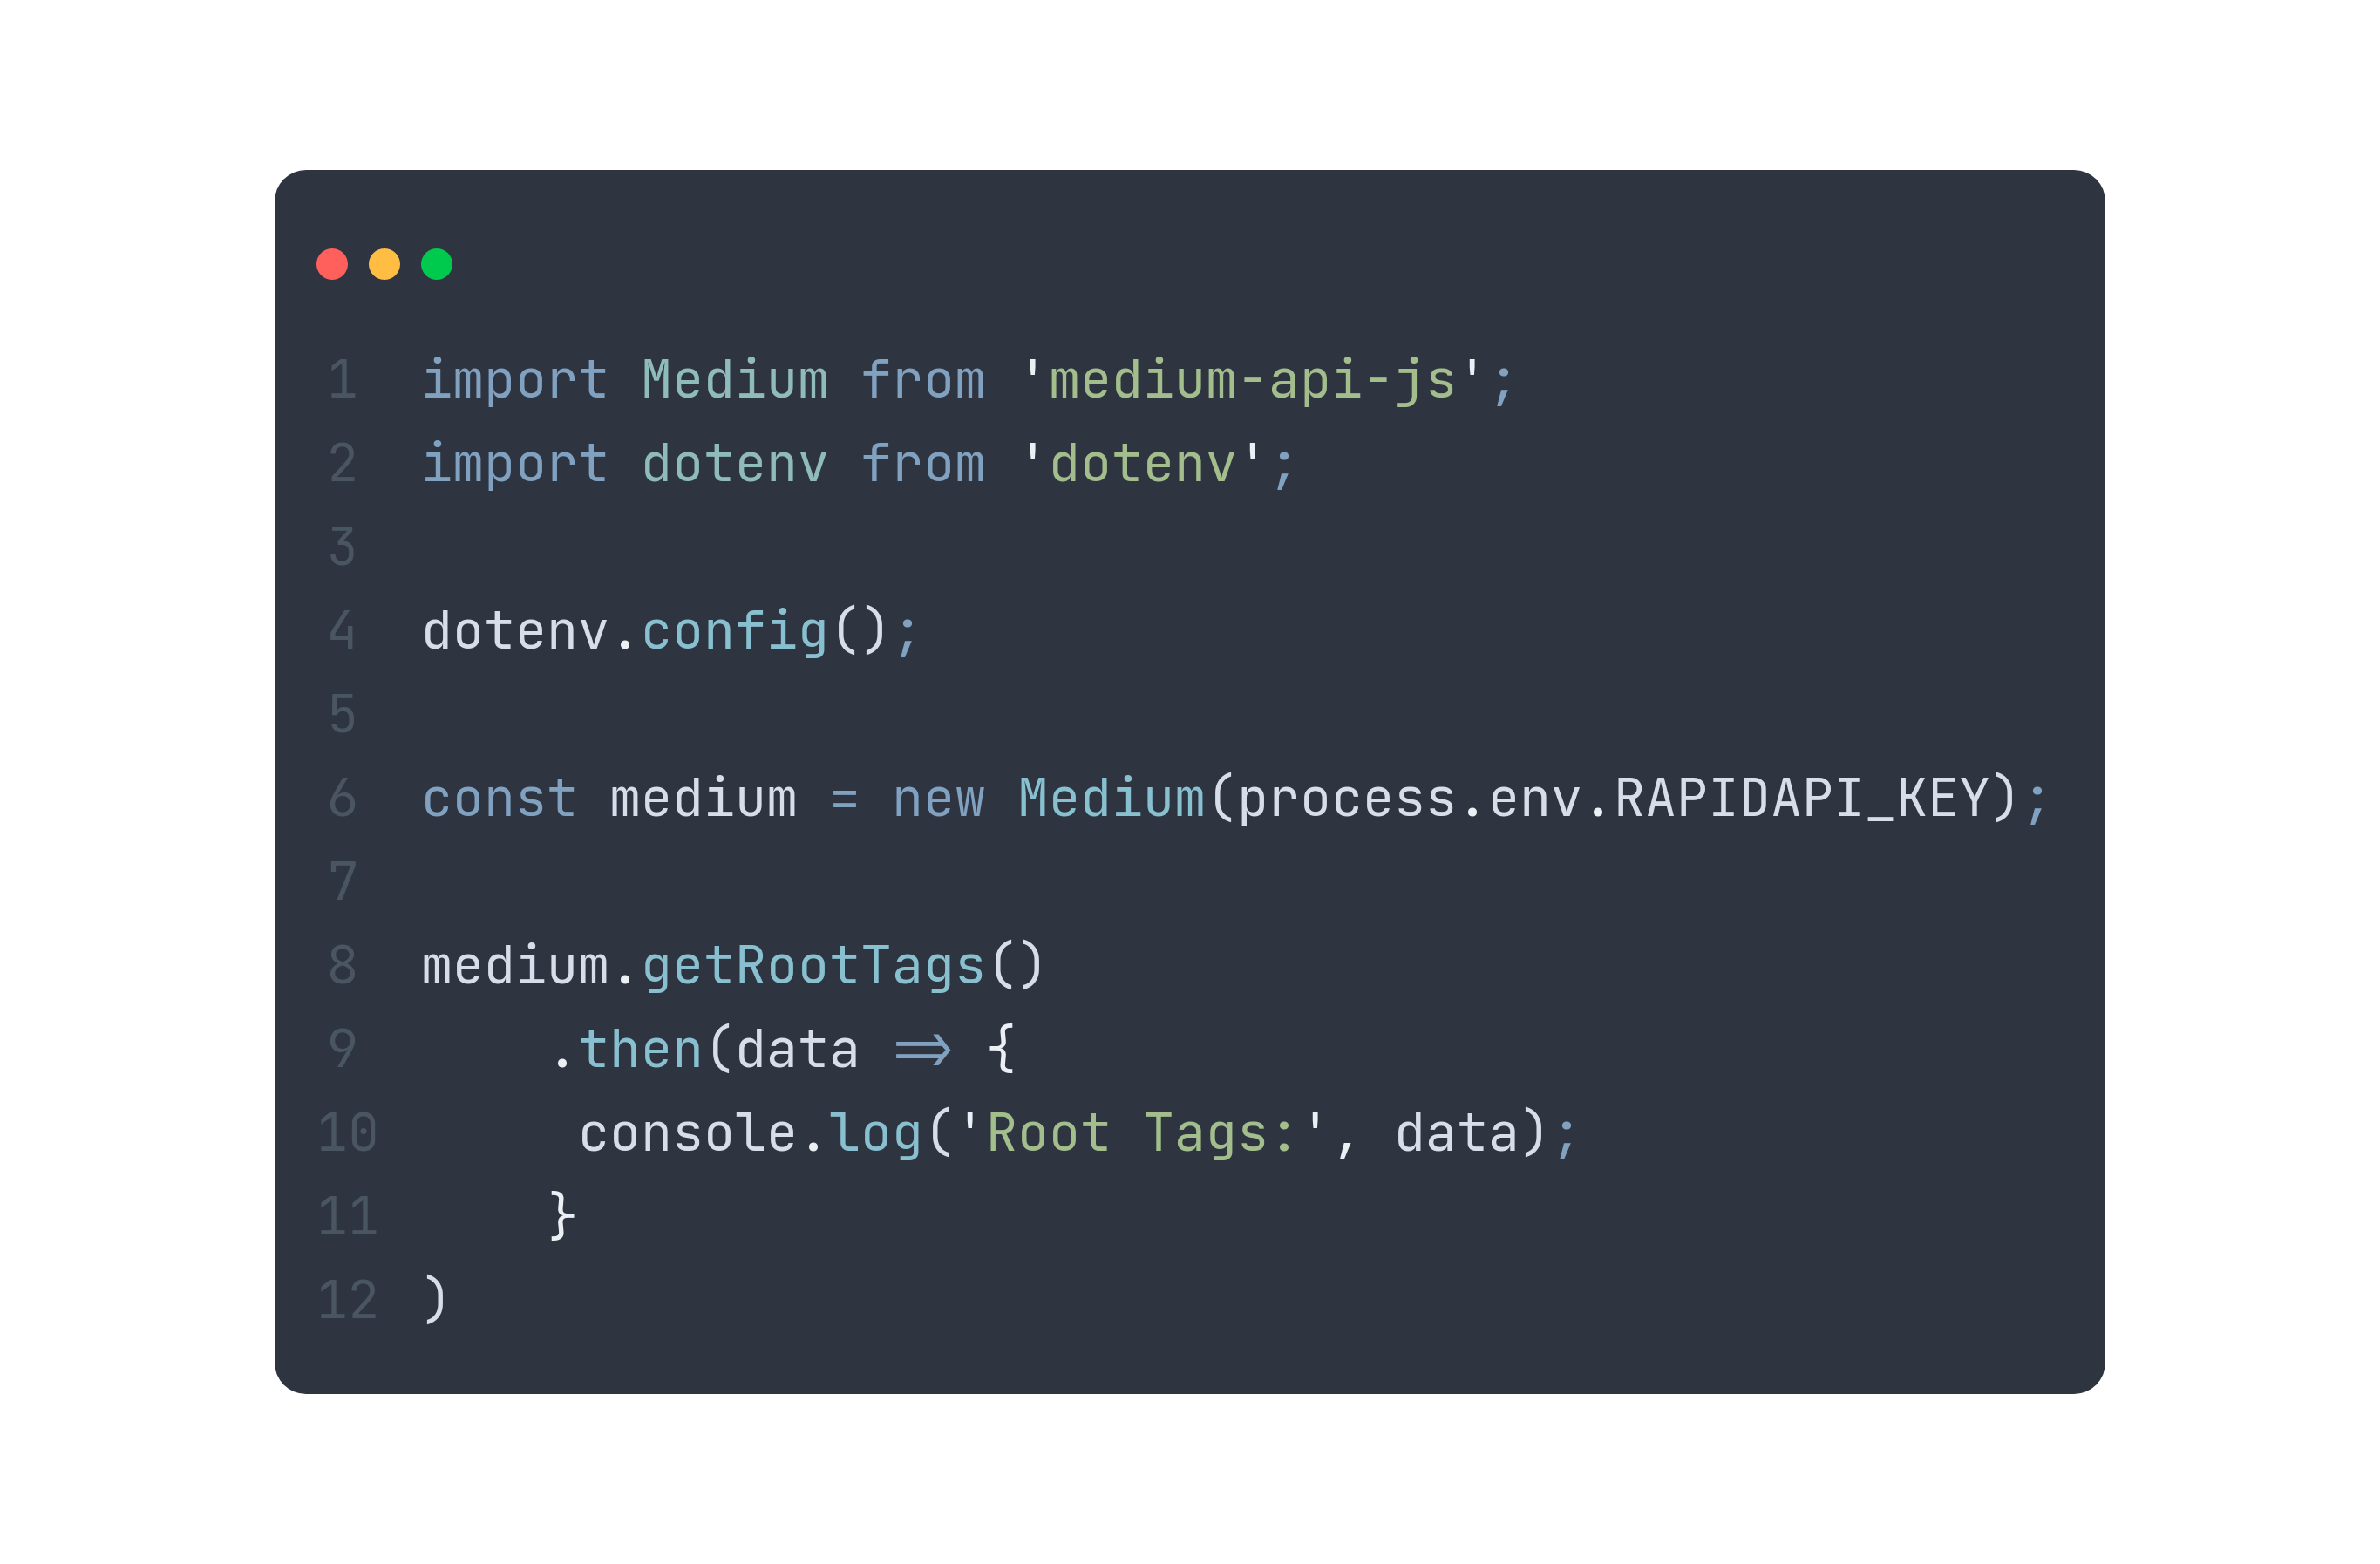 1 import Medium from 'medium-api-js';
2 import dotenv from 'dotenv';
3
4 dotenv.config();
5
6 const medium = new Medium(process.env.RAPIDAPI_KEY);
7
8 medium.getRootTags()
9     .then(data => {
10      console.log('Root Tags:', data);
11     }
12 )